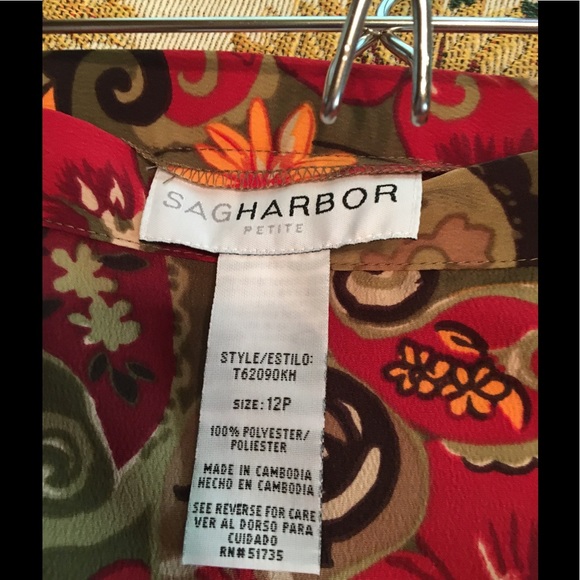 SAGHARBOR
PETITE
STYLE/ESTILO:
T62090KH
SIZE: 12P
100% POLYESTER/
POLIESTER
MADE IN CAMBODIA
HECHO EN CAMBODIA
SEE REVERSE FOR CARE
VER AL DORSO PARA
CUIDADO
RN#51735